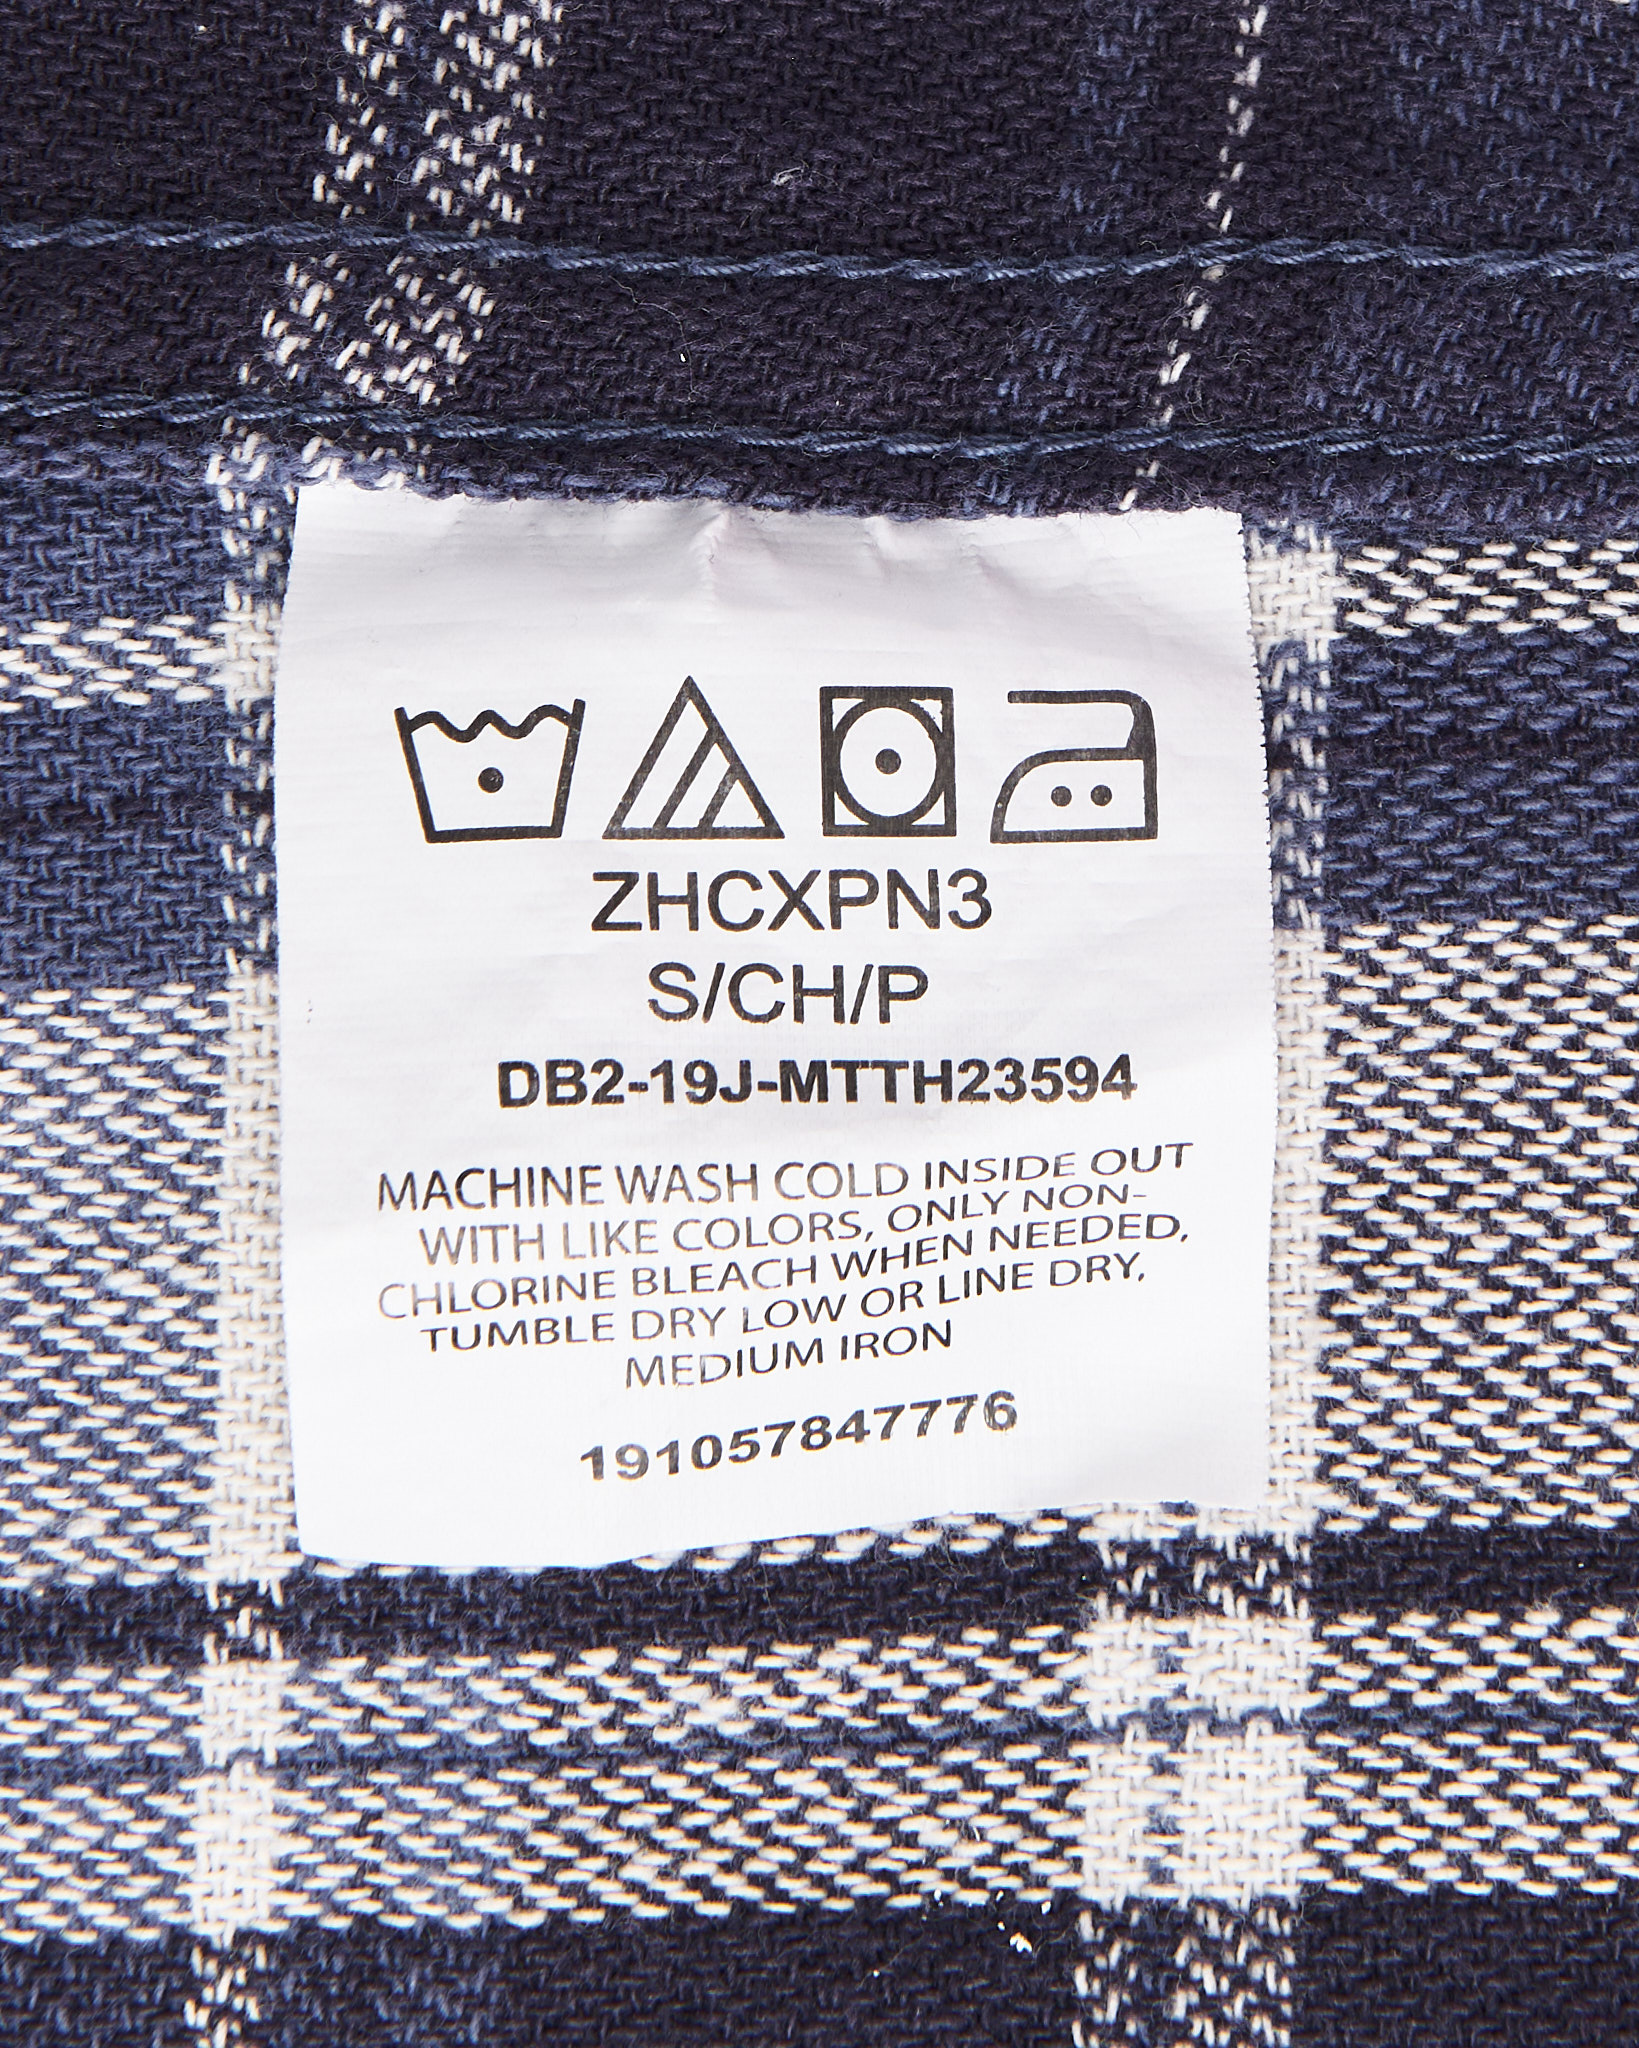 ZHCXPN3
S/CH/P
DB2-19J-MTTH23594
MACHINE WASH COLD INSIDE OUT
WITH LIKE COLORS, ONLY NON-
CHLORINE BLEACH WHEN NEEDED,
TUMBLE DRY LOW OR LINE DRY,
MEDIUM IRON
191057847776